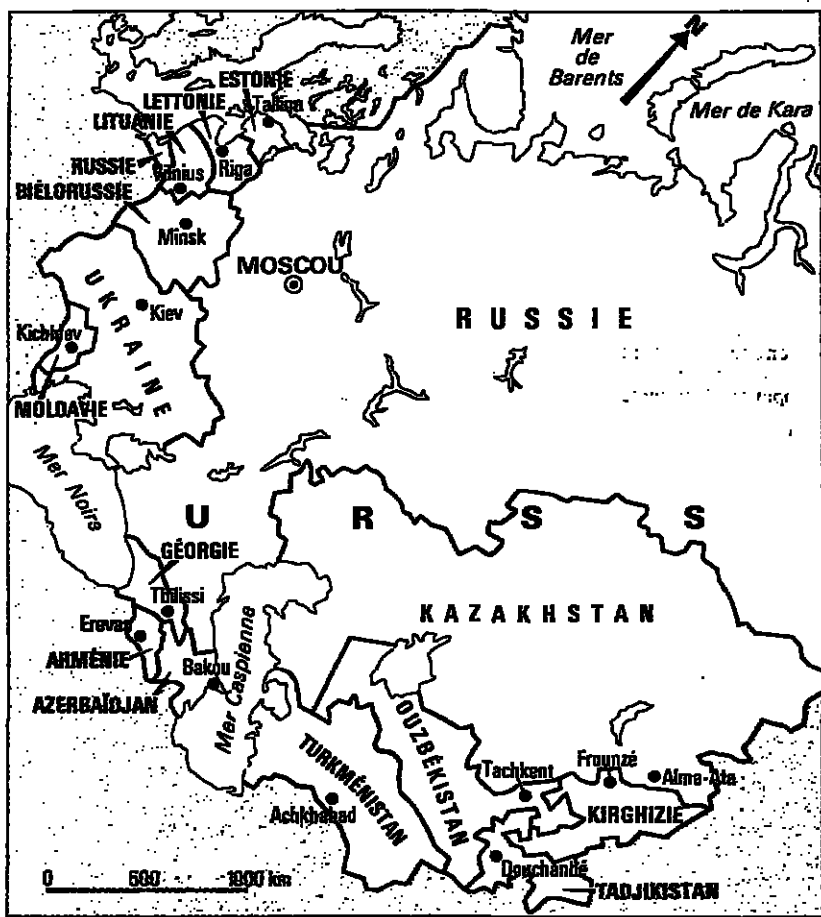 N
Mer
de
Barents
Mer de Kara
ESTONIE
Tallinn
LETTONIE
LITUANIE
RUSSIE
Vilnius
Riga
BIÉLORUSSIE
Minsk
MOSCOU
UKRAINE
Kiev
RUSSIE
Kichinev
MOLDAVIE
Mer Noire
URSS
GÉORGIE
Tbilissi
KAZAKHSTAN
Erevan
ARMÉNIE
Bakou
AZERBAÏDJAN
Mer Caspienne
OUZBÉKISTAN
TURKMÉNISTAN
Tachkent
Frounzé
Alma-Ata
KIRGHIZIE
Achkhabad
Douchanbé
TADJIKISTAN
0 500 1000 km